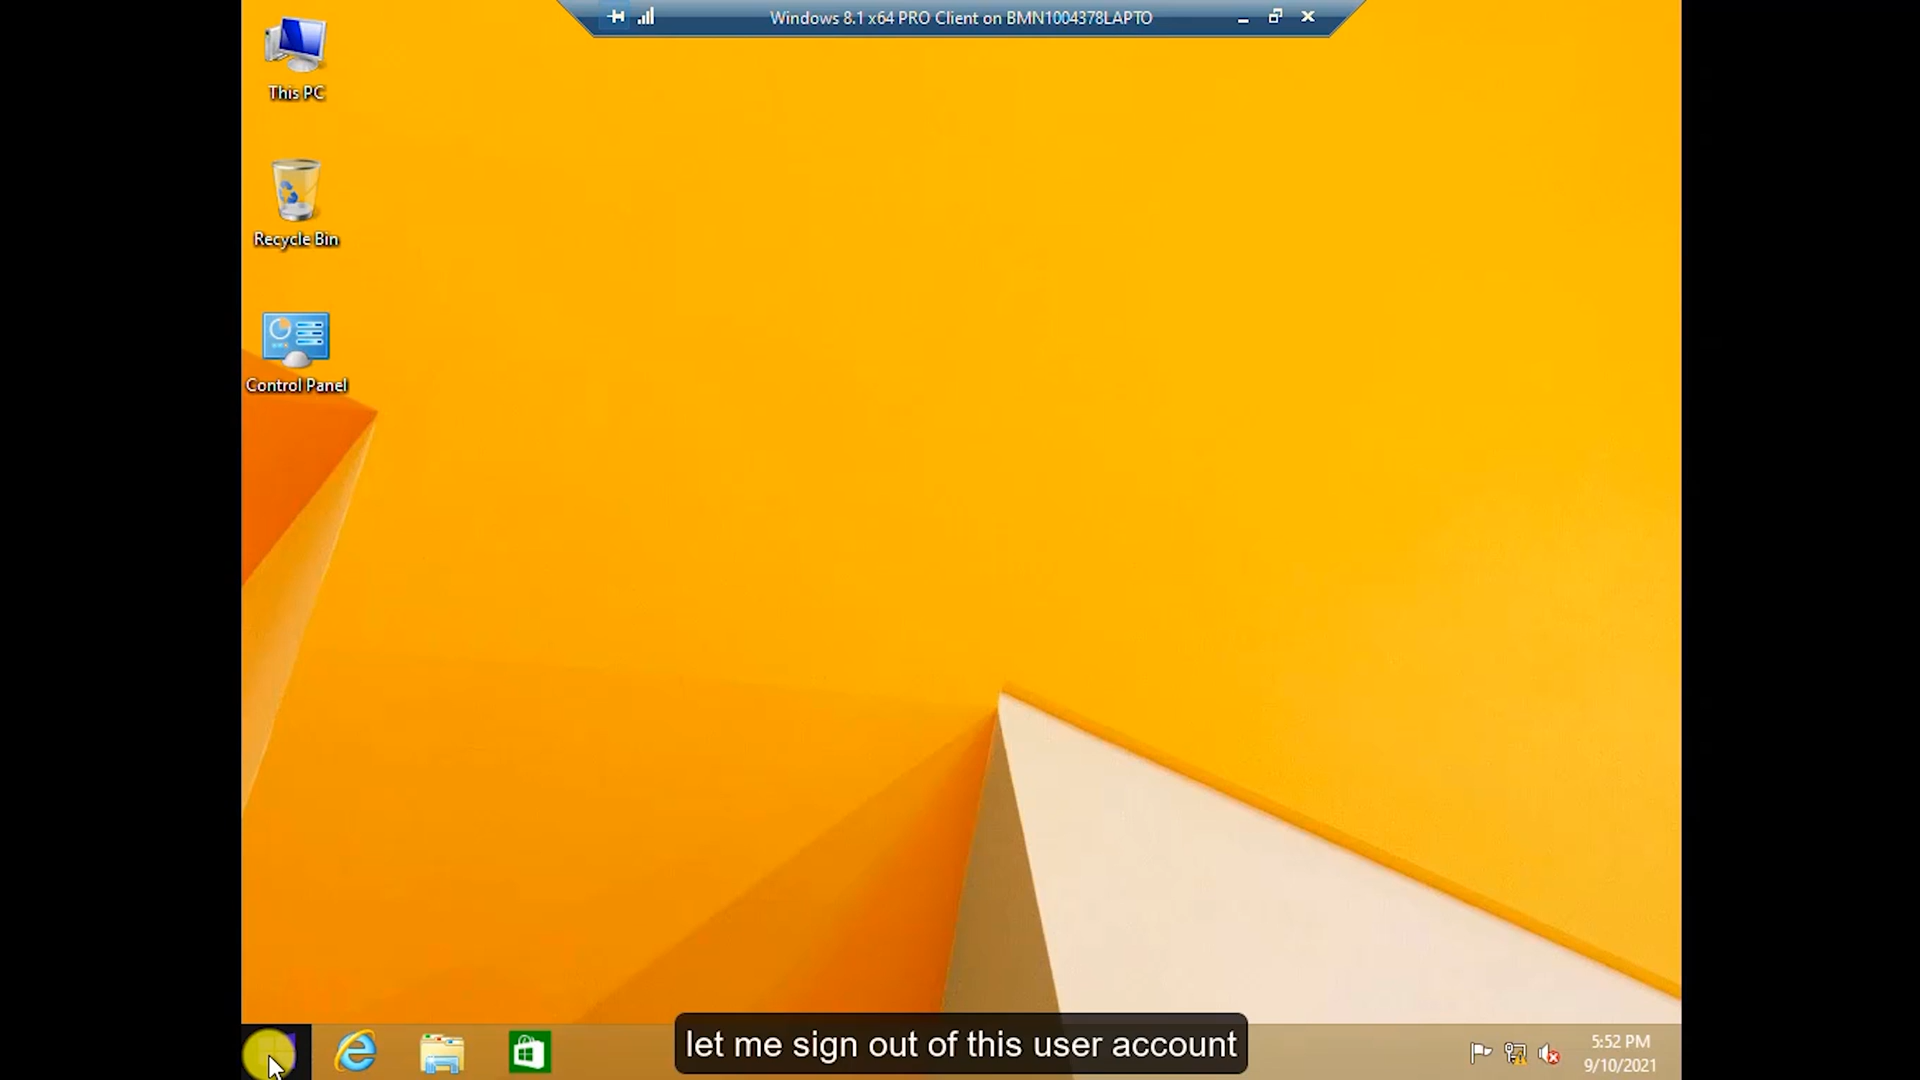 Windows 8.1 x64 PRO Client on BMN1004378LAPTO
This PC
Recycle Bin
Control Panel
let me sign out of this user account
5:52 PM
9/10/2021